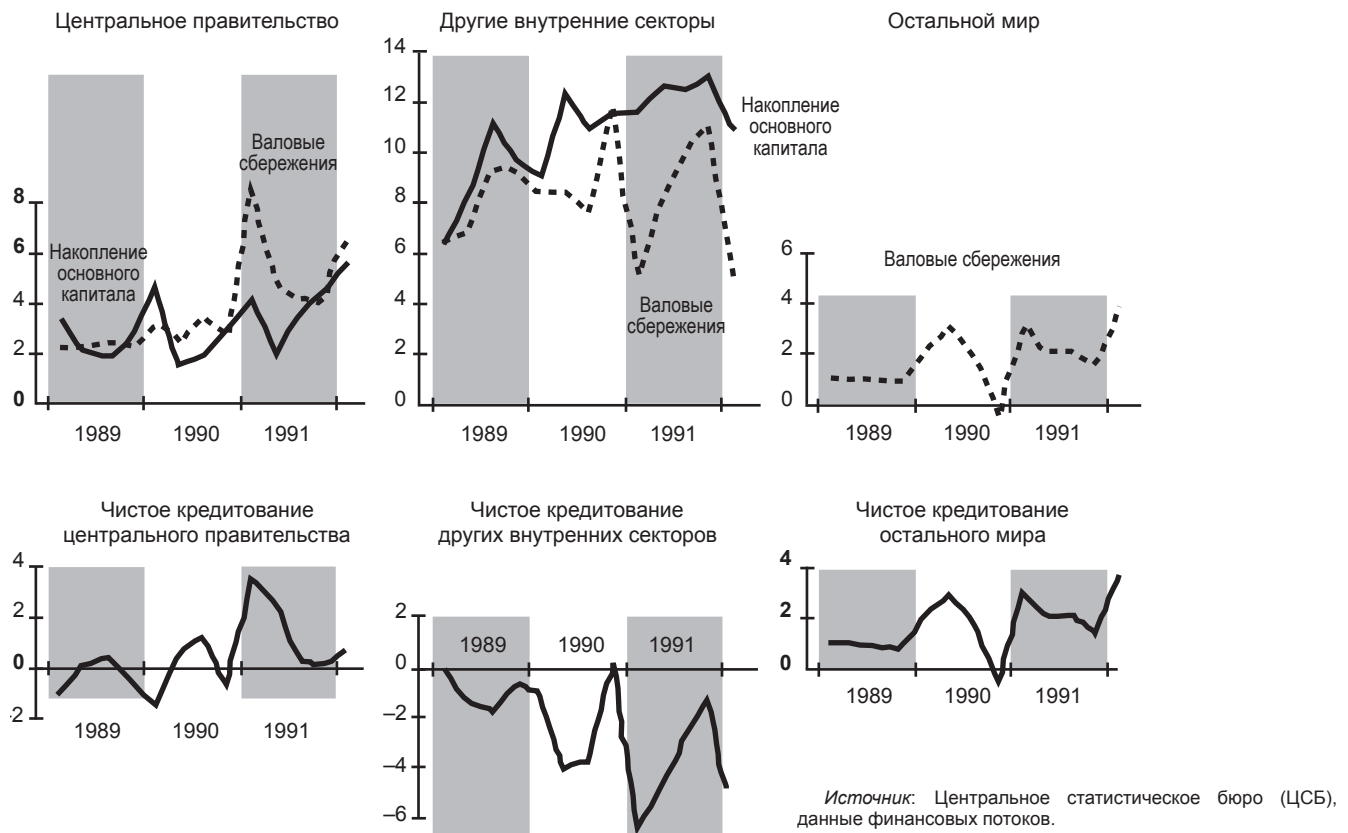 Центральное правительство
8
6
4
2
0
Накопление
основного
капитала
Валовые
сбережения
1989
1990
1991
Другие внутренние секторы
14
12
10
8
6
4
2
0
Накопление
основного
капитала
Валовые
сбережения
1989
1990
1991
Остальной мир
6
4
2
0
Валовые сбережения
1989
1990
1991
Чистое кредитование
центрального правительства
4
2
0
-2
1989
1990
1991
Чистое кредитование
других внутренних секторов
2
0
–2
–4
–6
1989
1990
1991
Чистое кредитование
остального мира
4
2
0
1989
1990
1991
Источник: Центральное статистическое бюро (ЦСБ),
данные финансовых потоков.